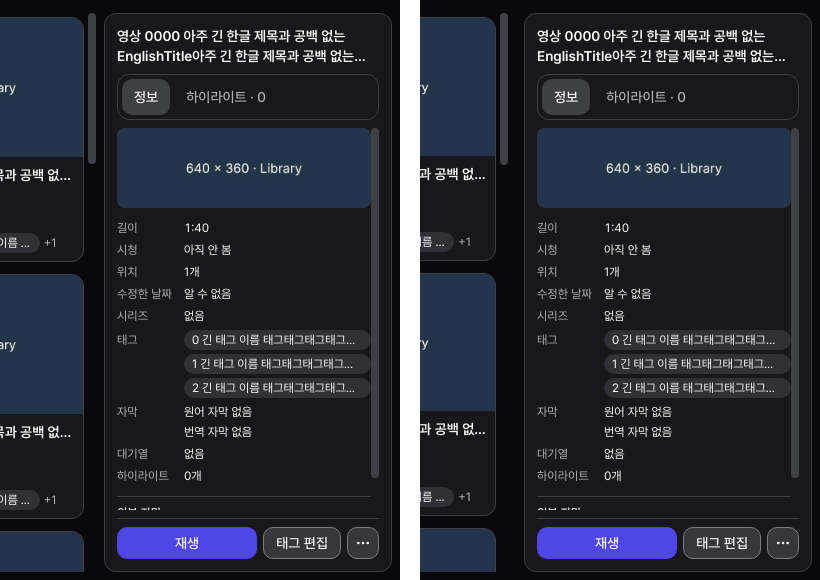 ary
목과 공백 없...
이름 ...
+1
ary
목과 공백 없...
이름 ...
+1
영상 0000 아주 긴 한글 제목과 공백 없는
EnglishTitle아주 긴 한글 제목과 공백 없는...
정보
하이라이트 · 0
640 × 360 · Library
길이 1:40
시청 아직 안 봄
위치 1개
수정한 날짜 알 수 없음
시리즈 없음
태그 0 긴 태그 이름 태그태그태그태그...
1 긴 태그 이름 태그태그태그태그...
2 긴 태그 이름 태그태그태그태그...
자막 원어 자막 없음
번역 자막 없음
대기열 없음
하이라이트 0개
재생
태그 편집
...
ry
과 공백 없...
름 ...
+1
ry
과 공백 없...
름 ...
+1
영상 0000 아주 긴 한글 제목과 공백 없는
EnglishTitle아주 긴 한글 제목과 공백 없는...
정보
하이라이트 · 0
640 × 360 · Library
길이 1:40
시청 아직 안 봄
위치 1개
수정한 날짜 알 수 없음
시리즈 없음
태그 0 긴 태그 이름 태그태그태그태그...
1 긴 태그 이름 태그태그태그태그...
2 긴 태그 이름 태그태그태그태그...
자막 원어 자막 없음
번역 자막 없음
대기열 없음
하이라이트 0개
재생
태그 편집
...